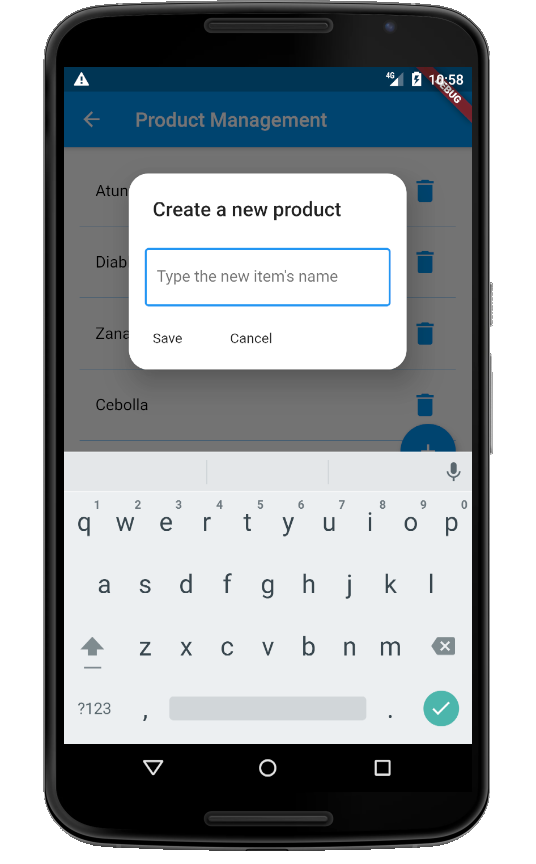 4G 10:58
DEBUG
Product Management
Atun
Create a new product
Diab
Type the new item's name
Zana
Save Cancel
Cebolla
+
1 2 3 4 5 6 7 8 9 0
q w e r t y u i o p
a s d f g h j k l
z x c v b n m
?123 , .